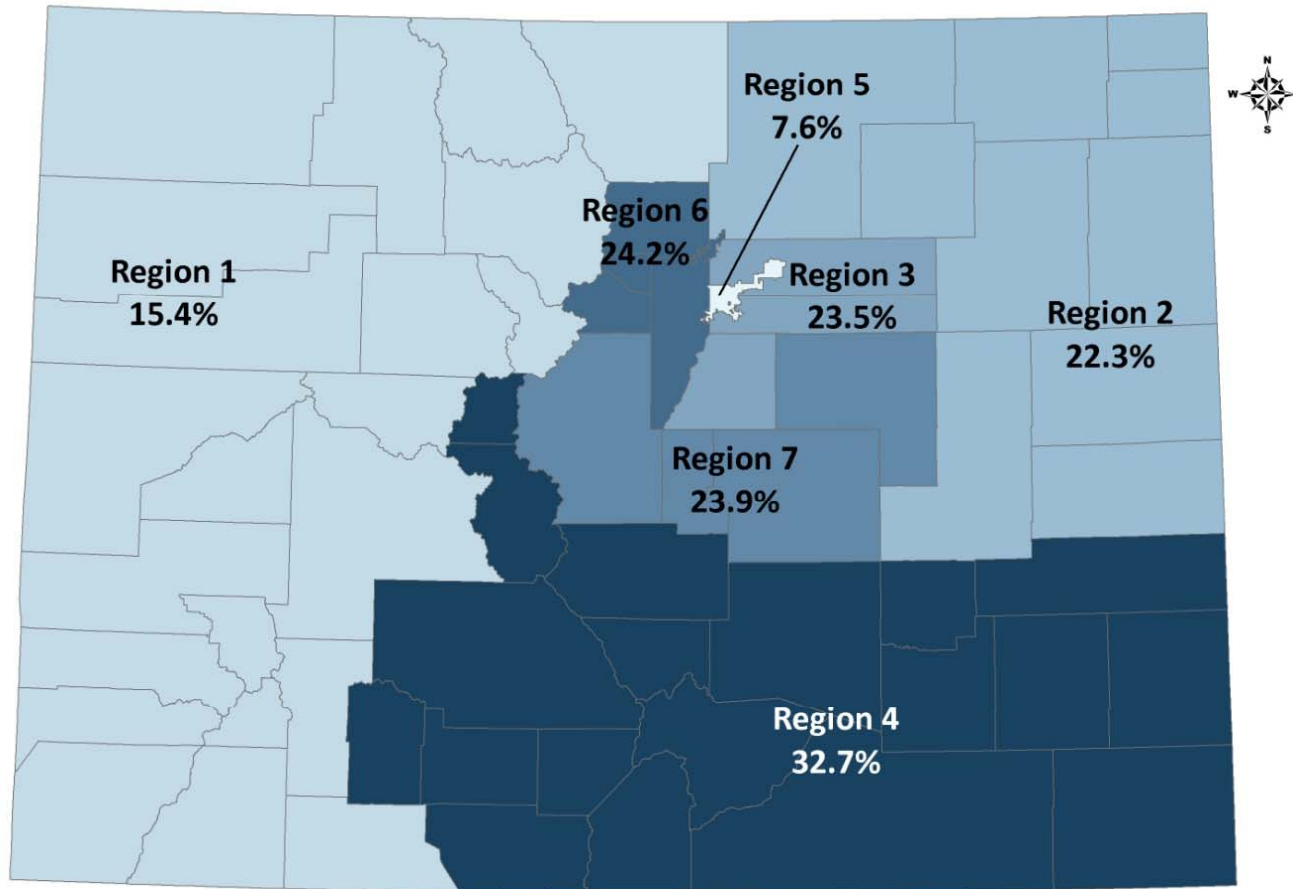 N
W E
S
Region 5
7.6%
Region 6
24.2%
Region 1
15.4%
Region 3
23.5%
Region 2
22.3%
Region 7
23.9%
Region 4
32.7%